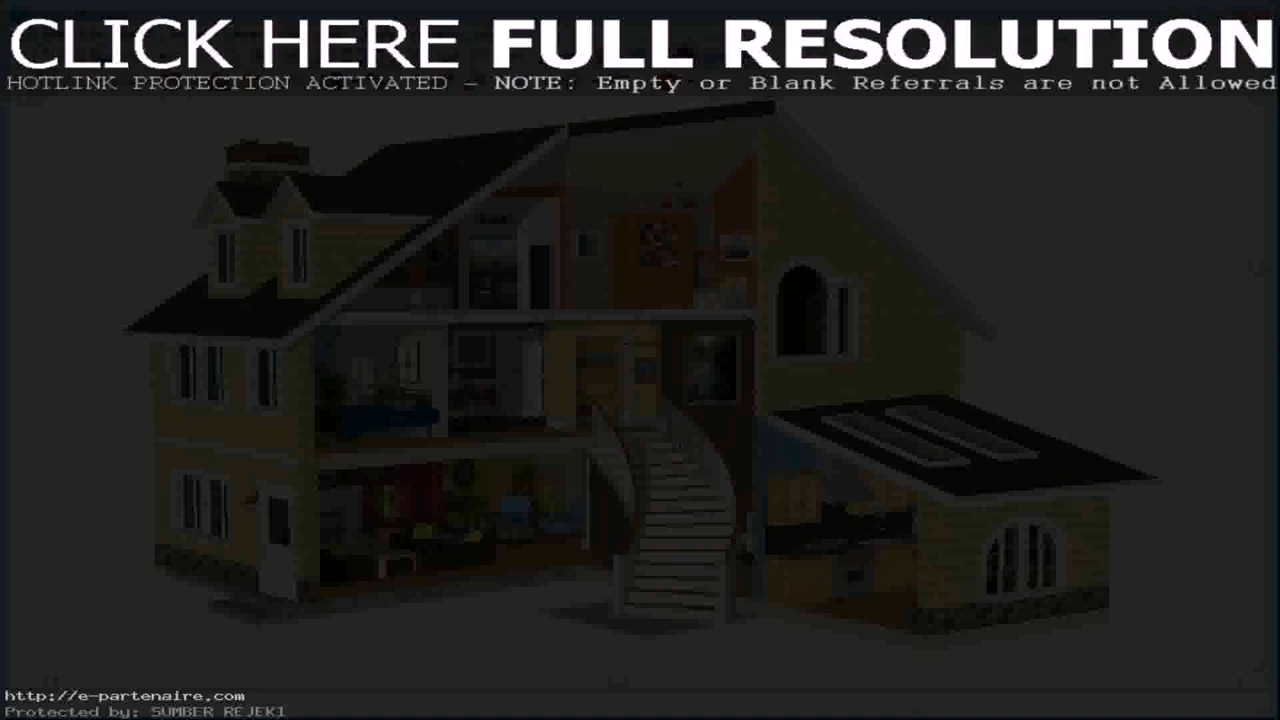 CLICK HERE FULL RESOLUTION
HOTLINK PROTECTION ACTIVATED - NOTE: Empty or Blank Referrals are not Allowed
http://e-partenaire.com
Protected by: SUMBER REJEKI